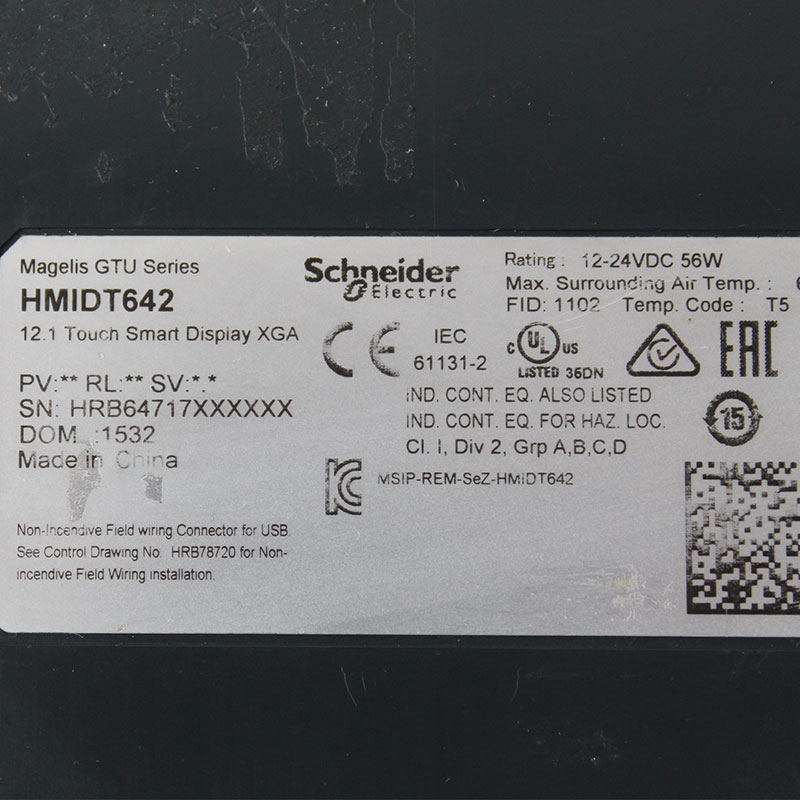 Magelis GTU Series
HMIDT642
12.1 Touch Smart Display XGA
PV:** RL:** SV:*.*
SN: HRB64717XXXXXX
DOM :1532
Made in China
Non-Incendive Field wiring Connector for USB.
See Control Drawing No. HRB78720 for Non-
incendive Field Wiring installation.
Schneider
Electric
CE
IEC
61131-2
Rating : 12-24VDC 56W
Max. Surrounding Air Temp. :
FID: 1102 Temp. Code : T5
c UL us
LISTED 36DN
EAC
IND. CONT. EQ. ALSO LISTED
IND. CONT. EQ. FOR HAZ. LOC.
Cl. I, Div 2, Grp A,B,C,D
15
KC
MSIP-REM-SeZ-HMiDT642